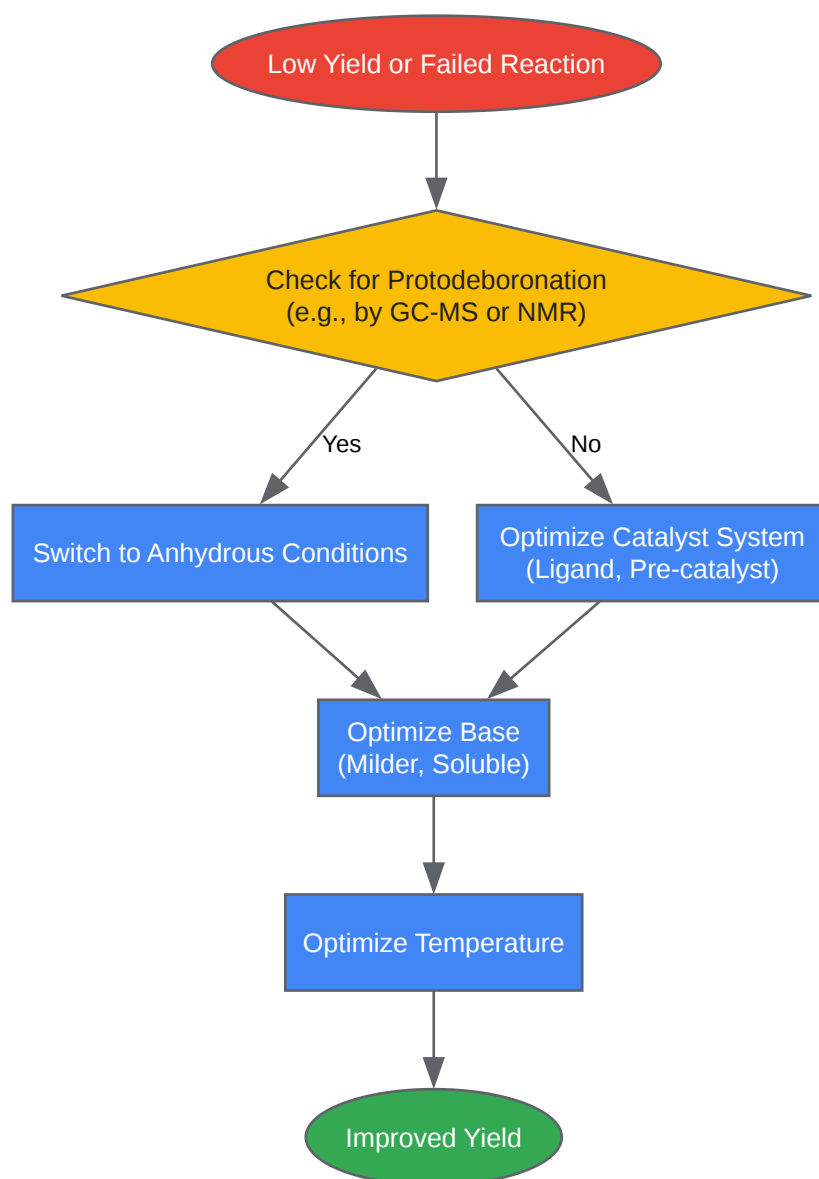 Low Yield or Failed Reaction
Check for Protodeboronation
(e.g., by GC-MS or NMR)
Yes
No
Switch to Anhydrous Conditions
Optimize Catalyst System
(Ligand, Pre-catalyst)
Optimize Base
(Milder, Soluble)
Optimize Temperature
Improved Yield